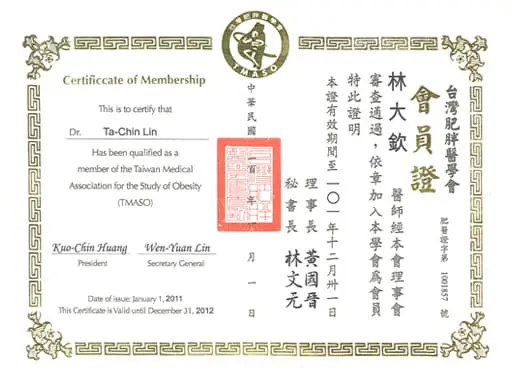 台灣肥胖醫學會
T.M.A.S.O
Certificcate of Membership
This is to certify that
Dr. Ta-Chin Lin
Has been qualified as a
member of the Taiwan Medical
Association for the Study of Obesity
(TMASO)
Kuo-Chin Huang
President
Wen-Yuan Lin
Secretary General
Date of issue: January 1, 2011
This Certificate is Valid until December 31, 2012
台灣肥胖醫學會
會員證
肥醫證字第 1001857 號
林大欽 醫師經本會理事會
審查通過，依章加入本學會為會員
特此證明
本證有效期間至一〇一年十二月卅一日
理事長 黃國晉
秘書長 林文元
中華民國一百年一月一日